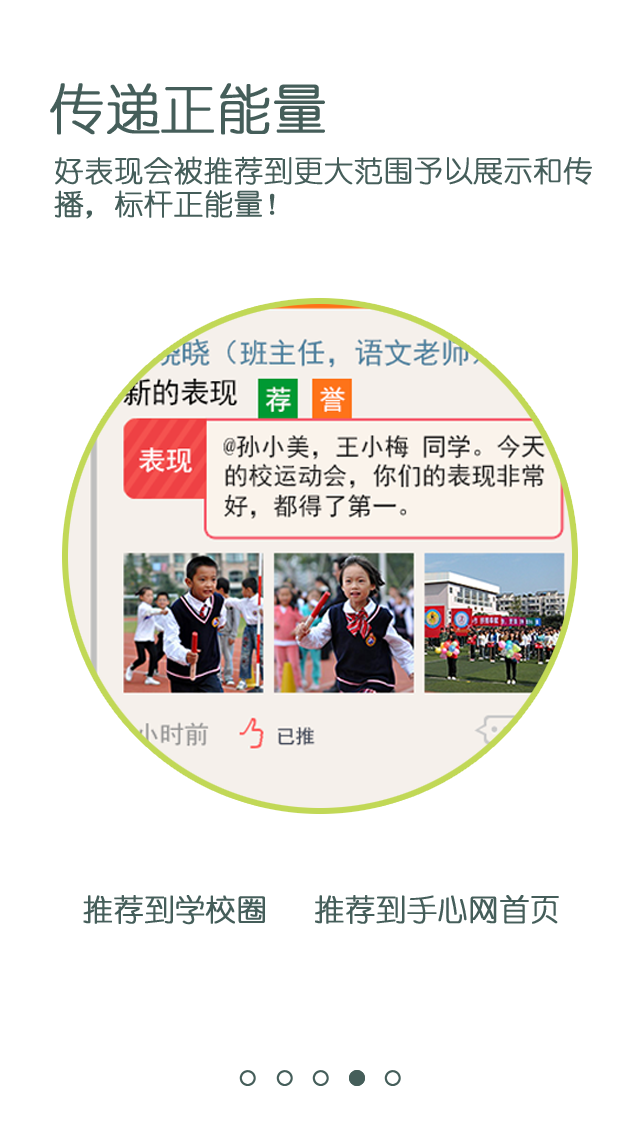 传递正能量
好表现会被推荐到更大范围予以展示和传
播，标杆正能量！
晓晓（班主任，语文老师）
新的表现 荐 誉
表现
@孙小美，王小梅 同学。今天
的校运动会，你们的表现非常
好，都得了第一。
小时前 已推
推荐到学校圈 推荐到手心网首页